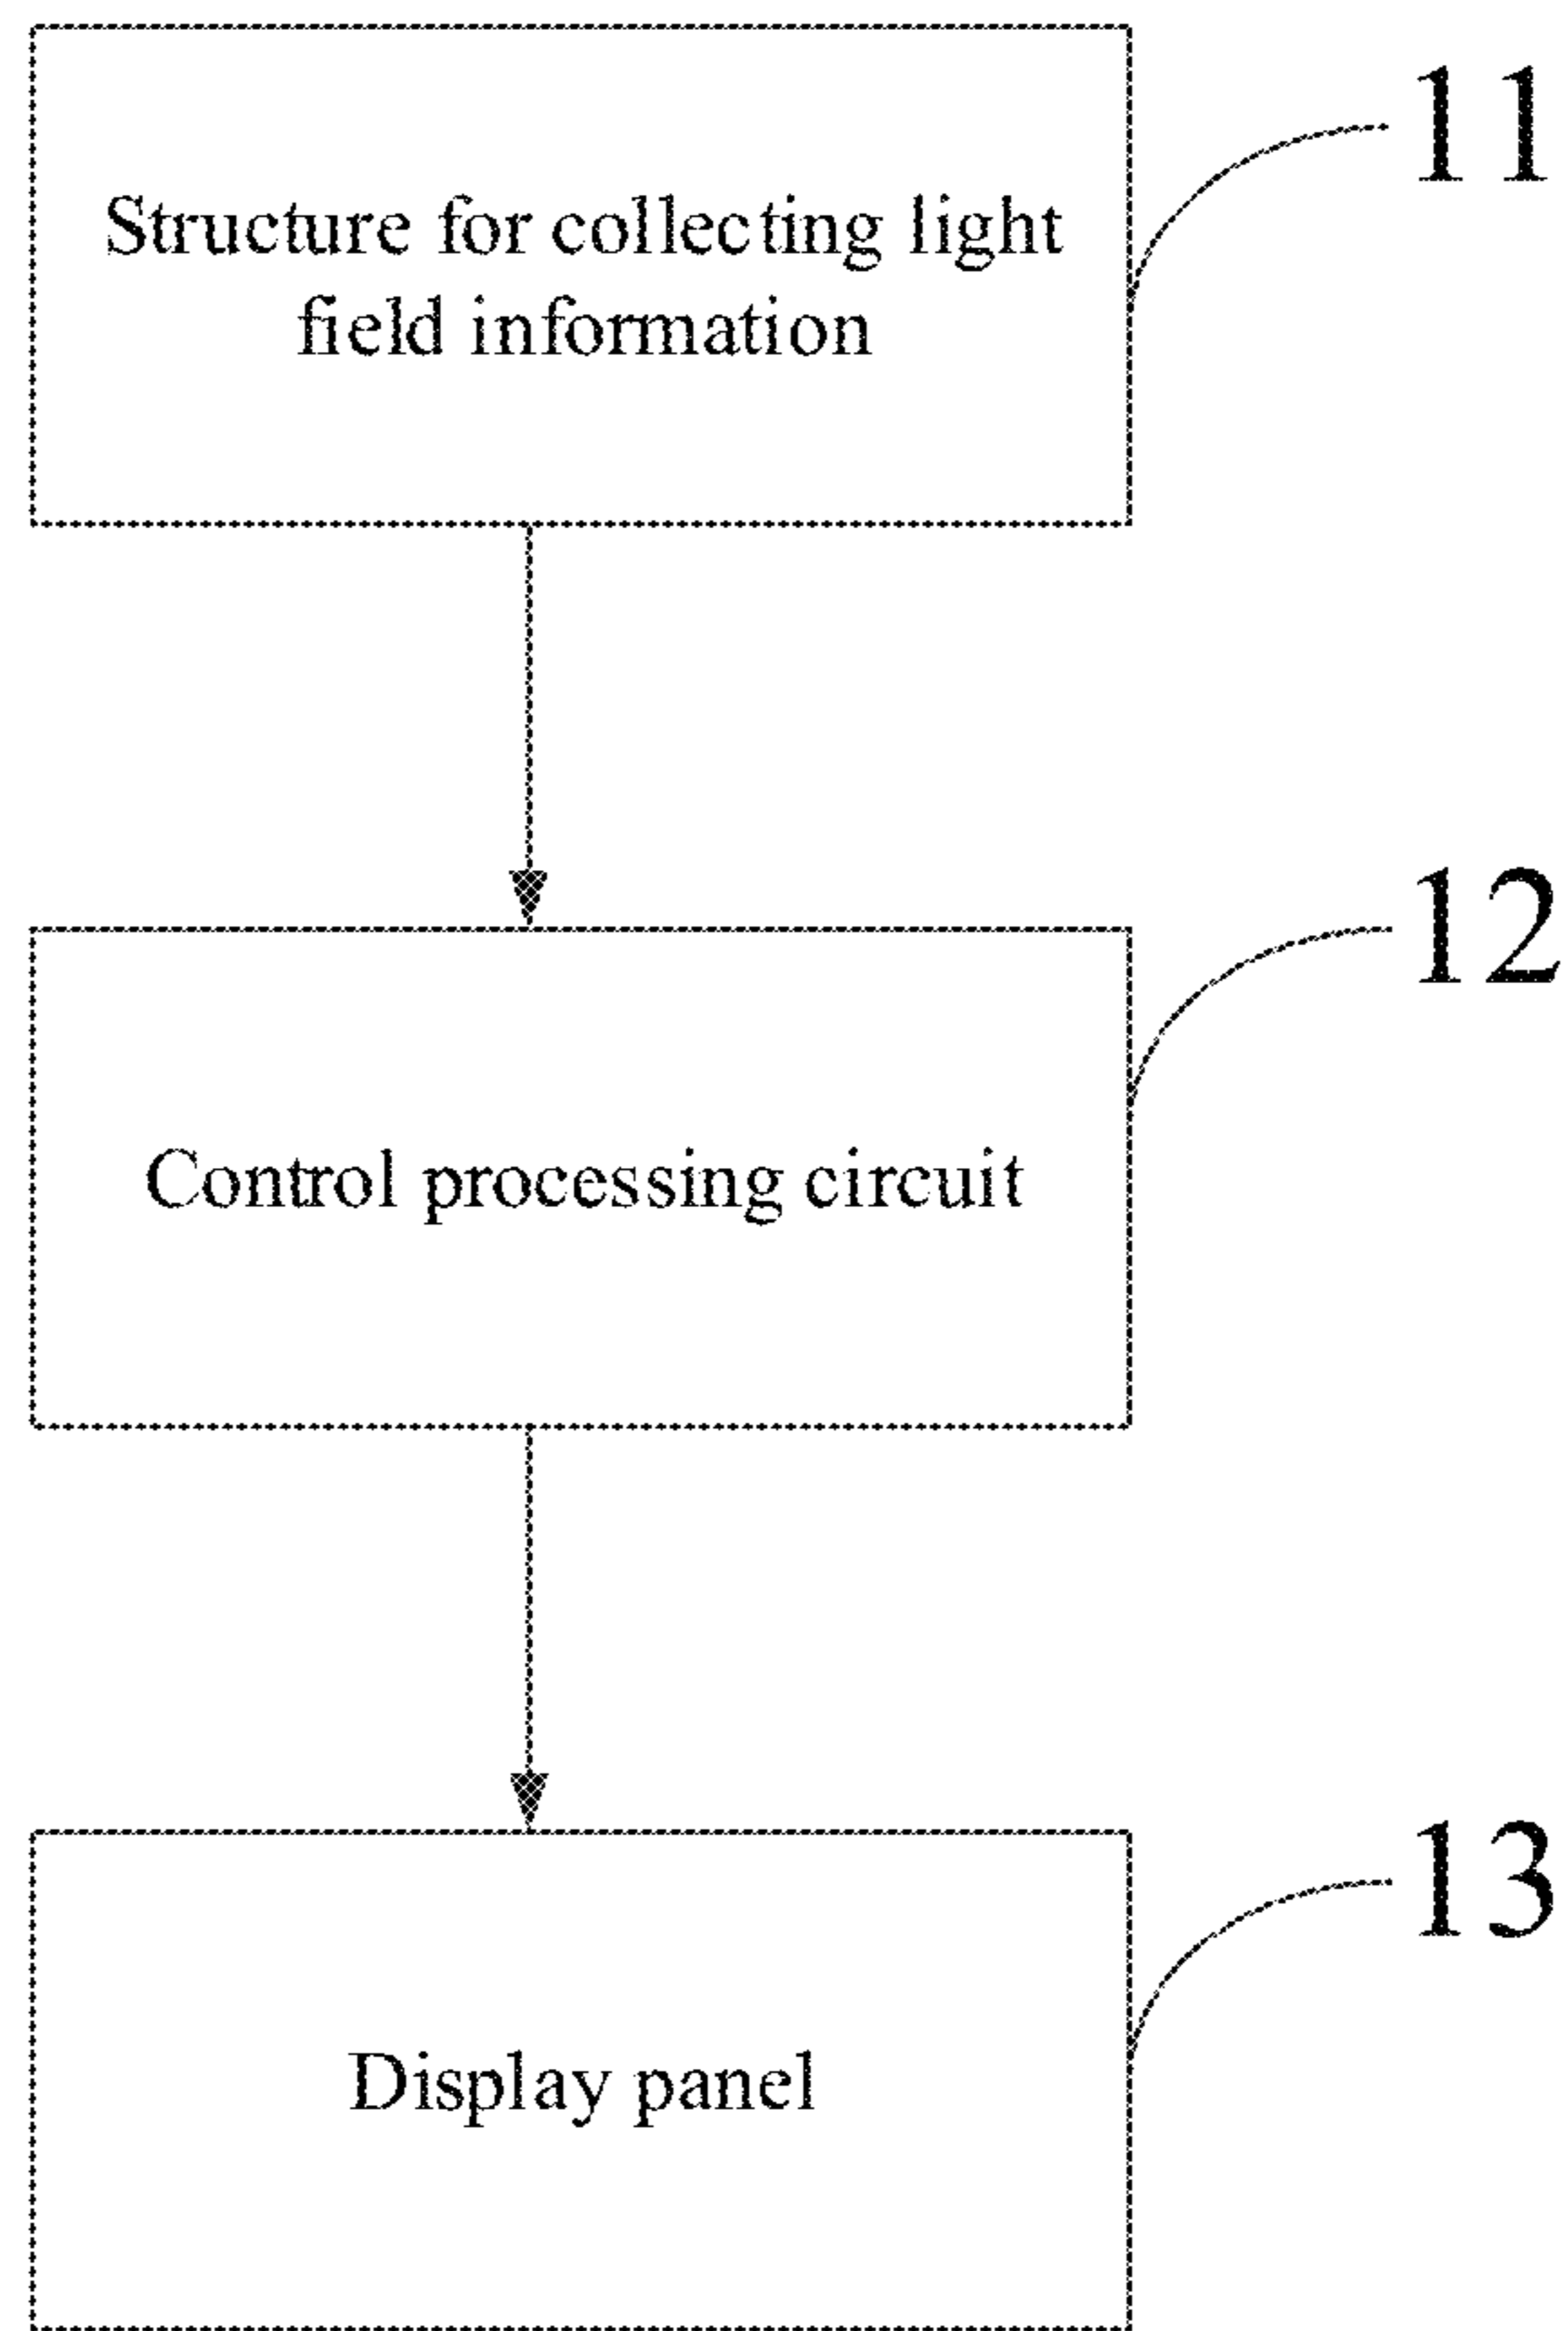 11
Structure for collecting light
field information
12
Control processing circuit
13
Display panel